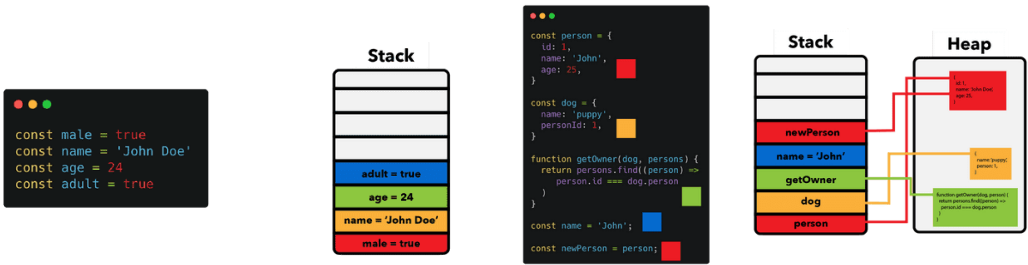 const male = true
const name = 'John Doe'
const age = 24
const adult = true
Stack
adult = true
age = 24
name = 'John Doe'
male = true
const person = {
id: 1,
name: 'John',
age: 25,
}
const dog = {
name: 'puppy',
personId: 1,
}
function getOwner(dog, persons) {
return persons.find((person) =>
person.id === dog.person
)
}
const name = 'John';
const newPerson = person;
Stack
newPerson
name = 'John'
getOwner
dog
person
Heap
{
id: 1,
name: 'John Doe',
age: 25,
}
{
name: 'puppy',
person: 1,
}
function getOwner(dog, person) {
return persons.find(person) =>
person.id === dog.person
)
}